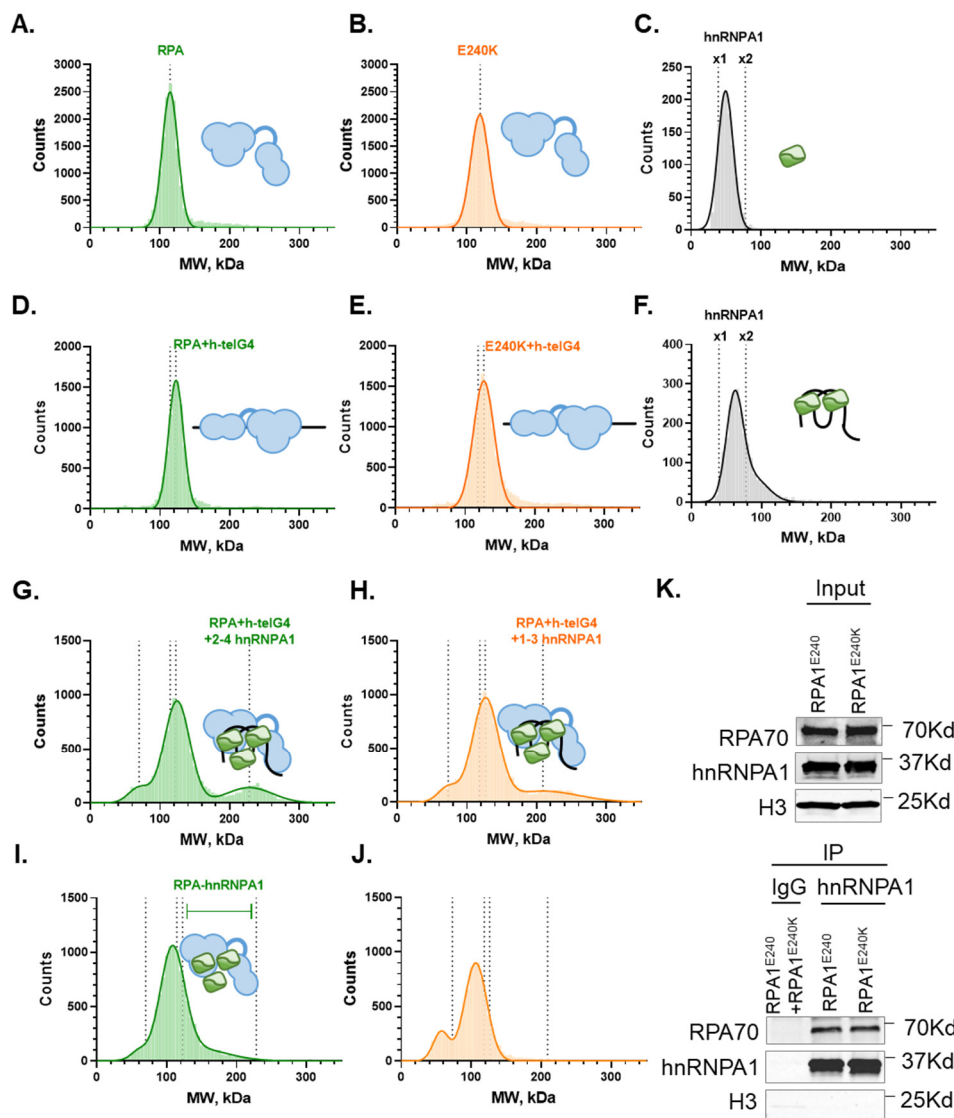 A.
RPA
3000
2500
2000
1500
1000
500
0
Counts
0 100 200 300
MW, kDa
B.
E240K
3000
2500
2000
1500
1000
500
0
Counts
0 100 200 300
MW, kDa
C.
hnRNPA1
x1 x2
250
200
150
100
50
0
Counts
0 100 200 300
MW, kDa
D.
RPA+h-telG4
2000
1500
1000
500
0
Counts
0 100 200 300
MW, kDa
E.
E240K+h-telG4
2000
1500
1000
500
0
Counts
0 100 200 300
MW, kDa
F.
hnRNPA1
x1 x2
400
300
200
100
0
Counts
0 100 200 300
MW, kDa
G.
RPA+h-telG4
+2-4 hnRNPA1
1500
1000
500
0
Counts
0 100 200 300
MW, kDa
H.
RPA+h-telG4
+1-3 hnRNPA1
1500
1000
500
0
Counts
0 100 200 300
MW, kDa
I.
RPA-hnRNPA1
1500
1000
500
0
Counts
0 100 200 300
MW, kDa
J.
1500
1000
500
0
Counts
0 100 200 300
MW, kDa
K.
Input
RPA1E240
RPA1E240K
RPA70 70Kd
hnRNPA1 37Kd
H3 25Kd
IP
IgG hnRNPA1
RPA1E240
+RPA1E240K
RPA1E240
RPA1E240K
RPA70 70Kd
hnRNPA1 37Kd
H3 25Kd